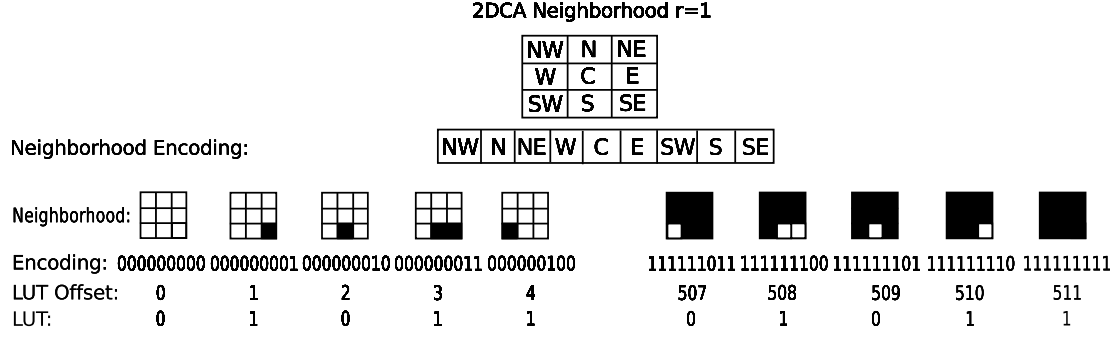 2DCA Neighborhood r=1
NW N NE
W C E
SW S SE
Neighborhood Encoding: NW N NE W C E SW S SE
Neighborhood:
Encoding: 000000000 000000001 000000010 000000011 000000100 111111011 111111100 111111101 111111110 111111111
LUT Offset: 0 1 2 3 4 507 508 509 510 511
LUT: 0 1 0 1 1 0 1 0 1 1